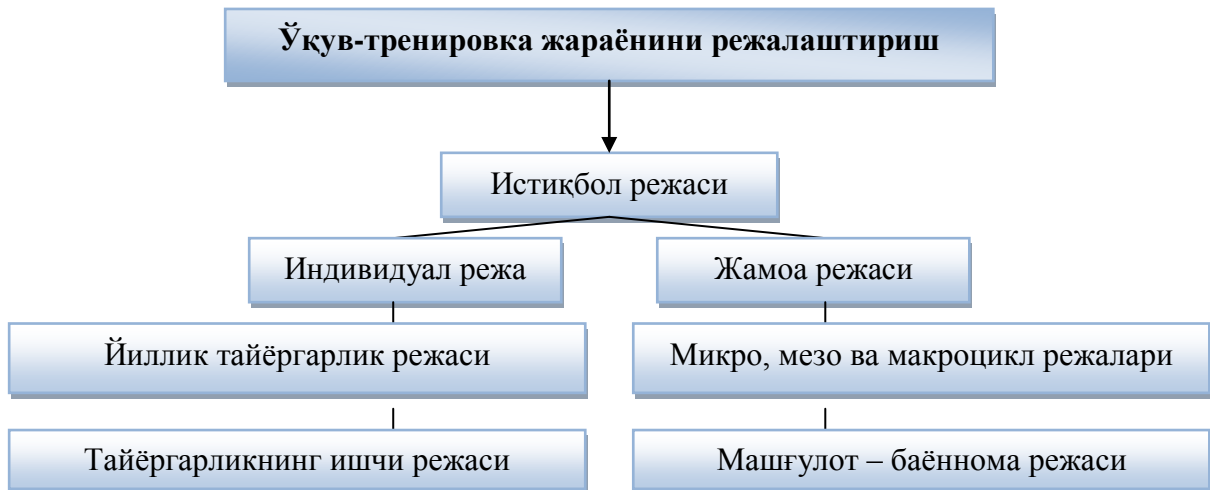 Ўқув-тренировка жараёнини режалаштириш
Истиқбол режаси
Индивидуал режа
Жамоа режаси
Йиллик тайёргарлик режаси
Микро, мезо ва макроцикл режалари
Тайёргарликнинг ишчи режаси
Машғулот – баённома режаси